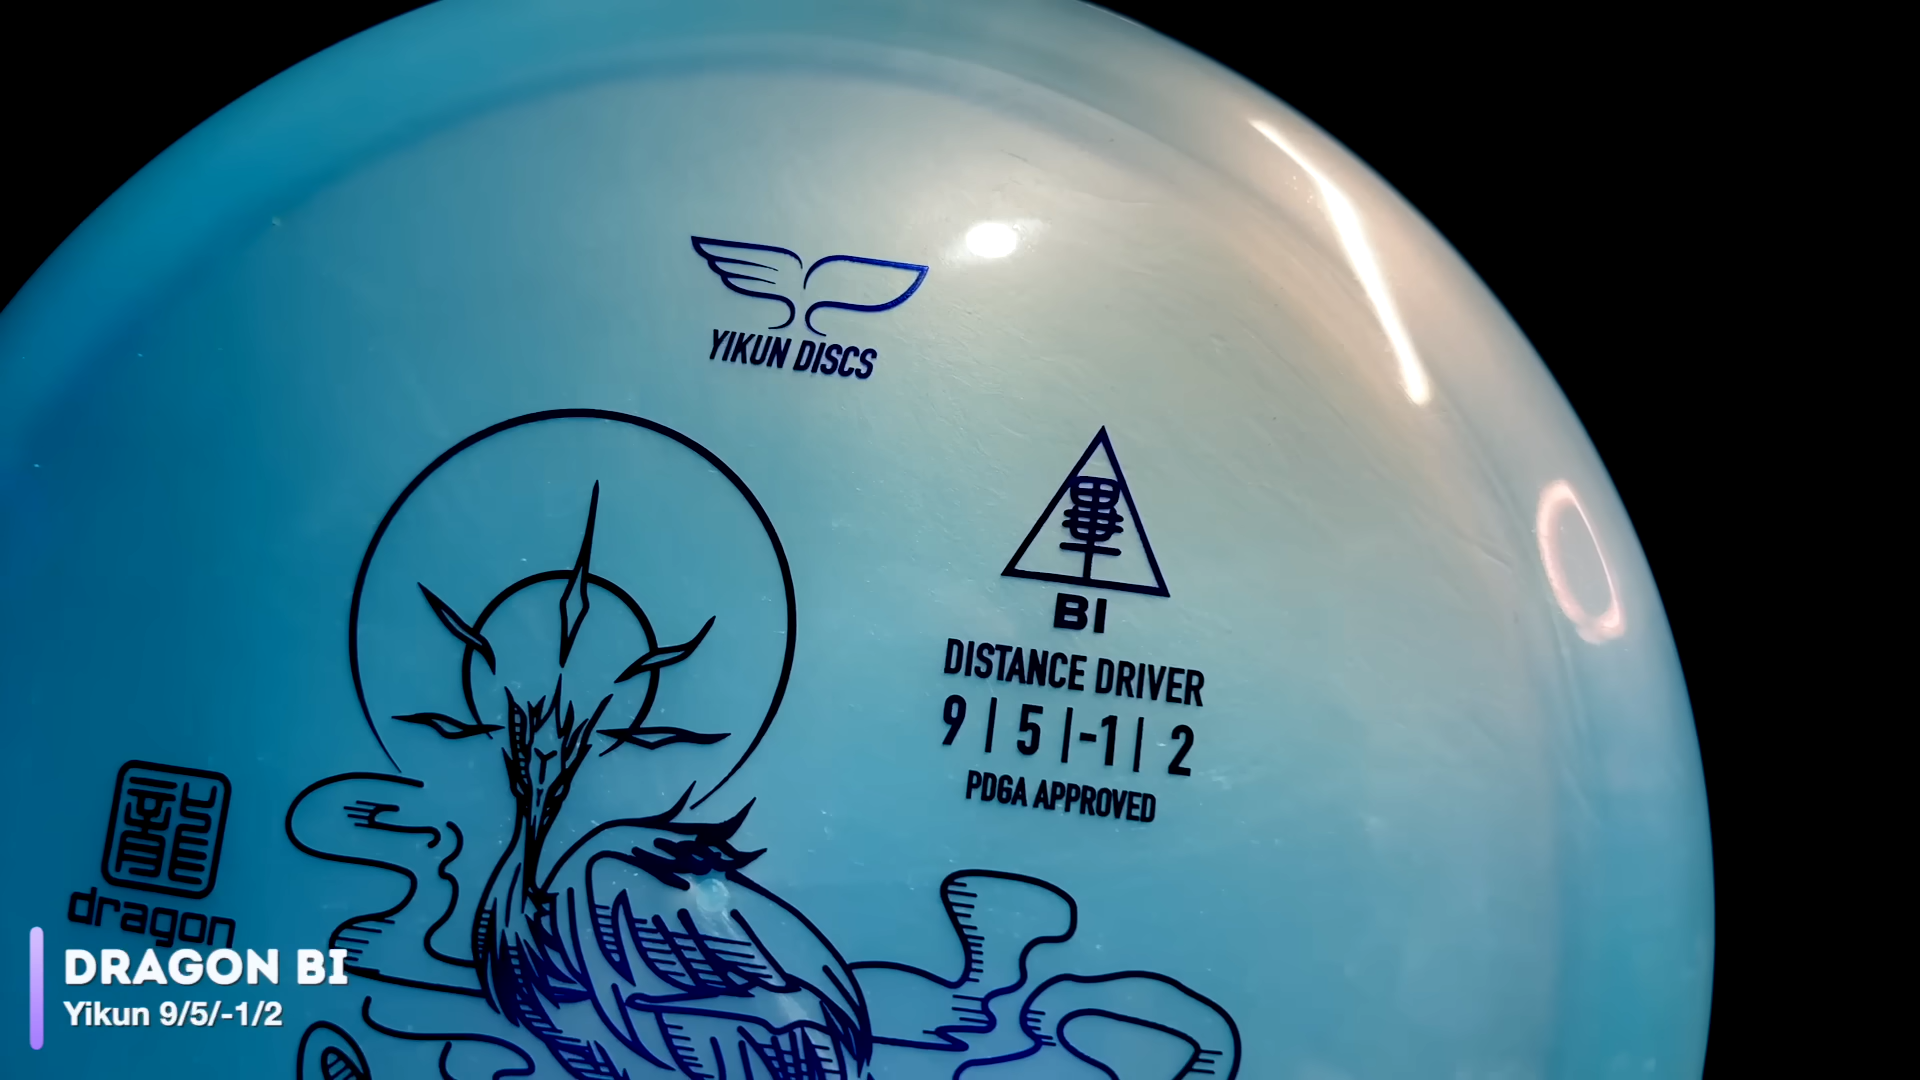 YIKUN DISCS
畢
BI
DISTANCE DRIVER
9 | 5 |-1| 2
PDGA APPROVED
dragon
DRAGON BI
Yikun 9/5/-1/2